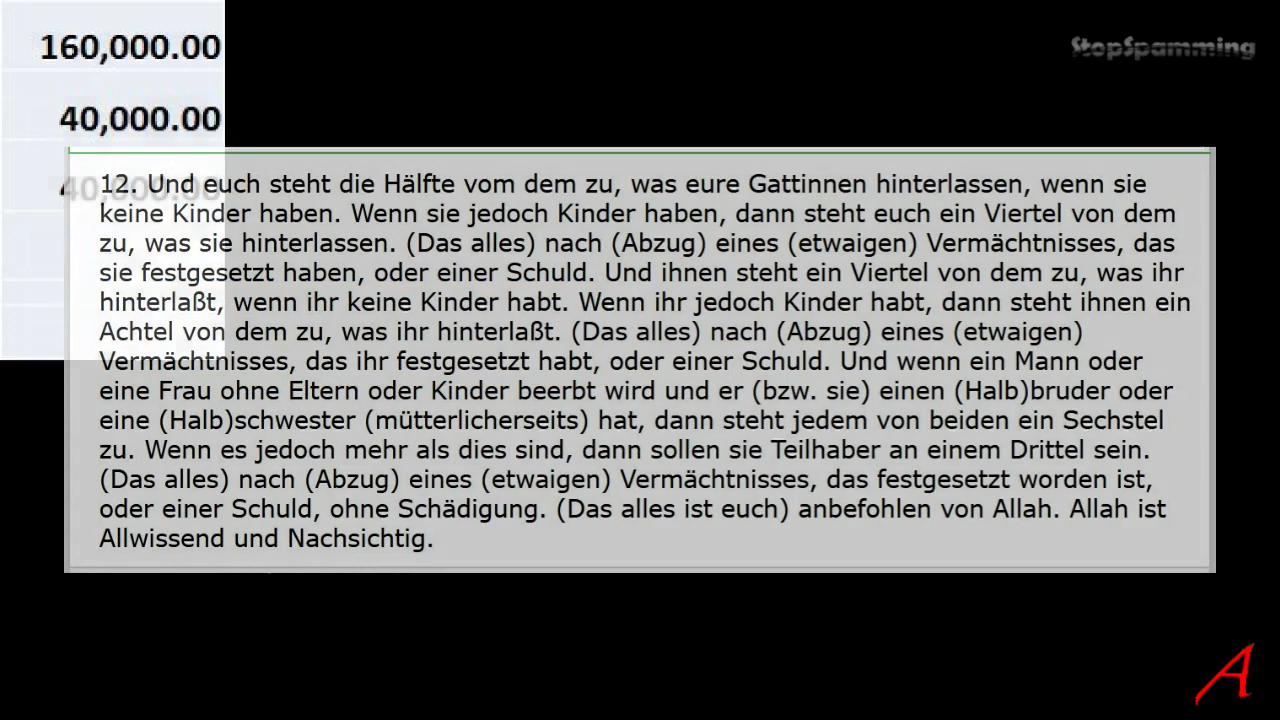 160,000.00
StopSpamming
40,000.00
40,000.00
12. Und euch steht die Hälfte vom dem zu, was eure Gattinnen hinterlassen, wenn sie
keine Kinder haben. Wenn sie jedoch Kinder haben, dann steht euch ein Viertel von dem
zu, was sie hinterlassen. (Das alles) nach (Abzug) eines (etwaigen) Vermächtnisses, das
sie festgesetzt haben, oder einer Schuld. Und ihnen steht ein Viertel von dem zu, was ihr
hinterlaßt, wenn ihr keine Kinder habt. Wenn ihr jedoch Kinder habt, dann steht ihnen ein
Achtel von dem zu, was ihr hinterlaßt. (Das alles) nach (Abzug) eines (etwaigen)
Vermächtnisses, das ihr festgesetzt habt, oder einer Schuld. Und wenn ein Mann oder
eine Frau ohne Eltern oder Kinder beerbt wird und er (bzw. sie) einen (Halb)bruder oder
eine (Halb)schwester (mütterlicherseits) hat, dann steht jedem von beiden ein Sechstel
zu. Wenn es jedoch mehr als dies sind, dann sollen sie Teilhaber an einem Drittel sein.
(Das alles) nach (Abzug) eines (etwaigen) Vermächtnisses, das festgesetzt worden ist,
oder einer Schuld, ohne Schädigung. (Das alles ist euch) anbefohlen von Allah. Allah ist
Allwissend und Nachsichtig.
A